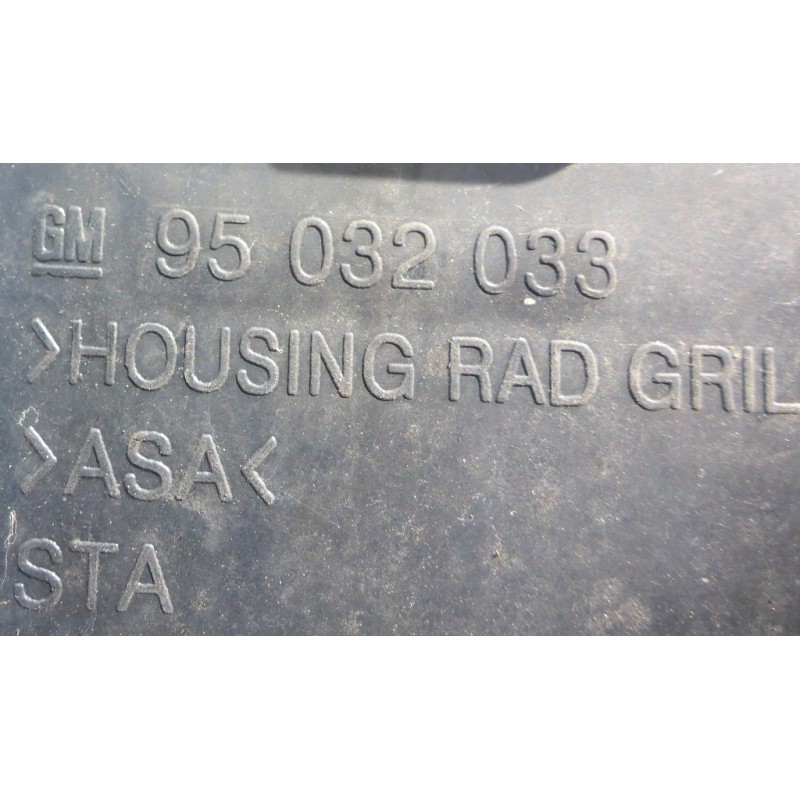 GM 95 032 033
>HOUSING RAD GRIL
>ASA<
STA